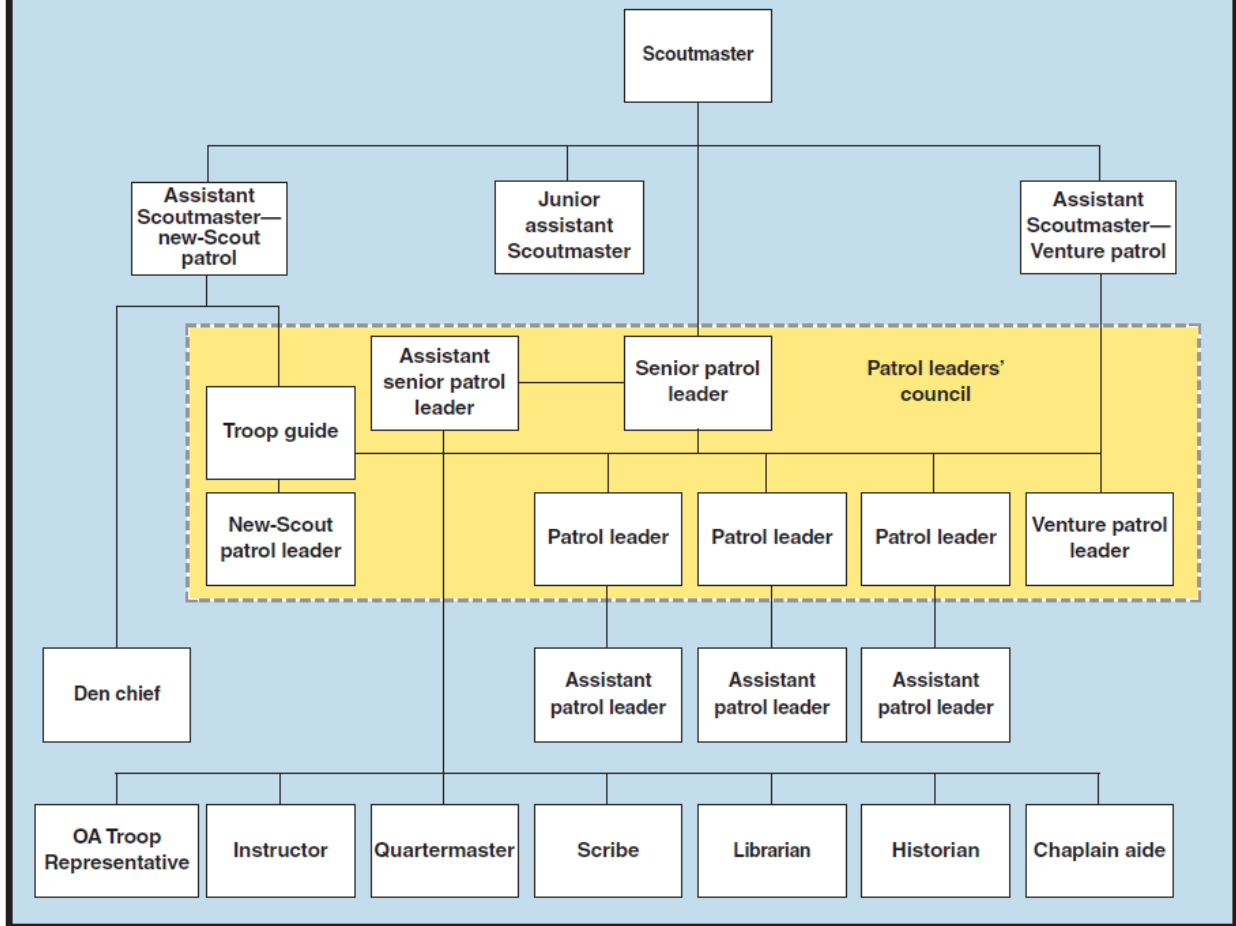 Scoutmaster
Assistant
Scoutmaster—
new-Scout
patrol
Junior
assistant
Scoutmaster
Assistant
Scoutmaster—
Venture patrol
Assistant
senior patrol
leader
Senior patrol
leader
Patrol leaders’
council
Troop guide
New-Scout
patrol leader
Patrol leader
Patrol leader
Patrol leader
Venture patrol
leader
Den chief
Assistant
patrol leader
Assistant
patrol leader
Assistant
patrol leader
OA Troop
Representative
Instructor
Quartermaster
Scribe
Librarian
Historian
Chaplain aide